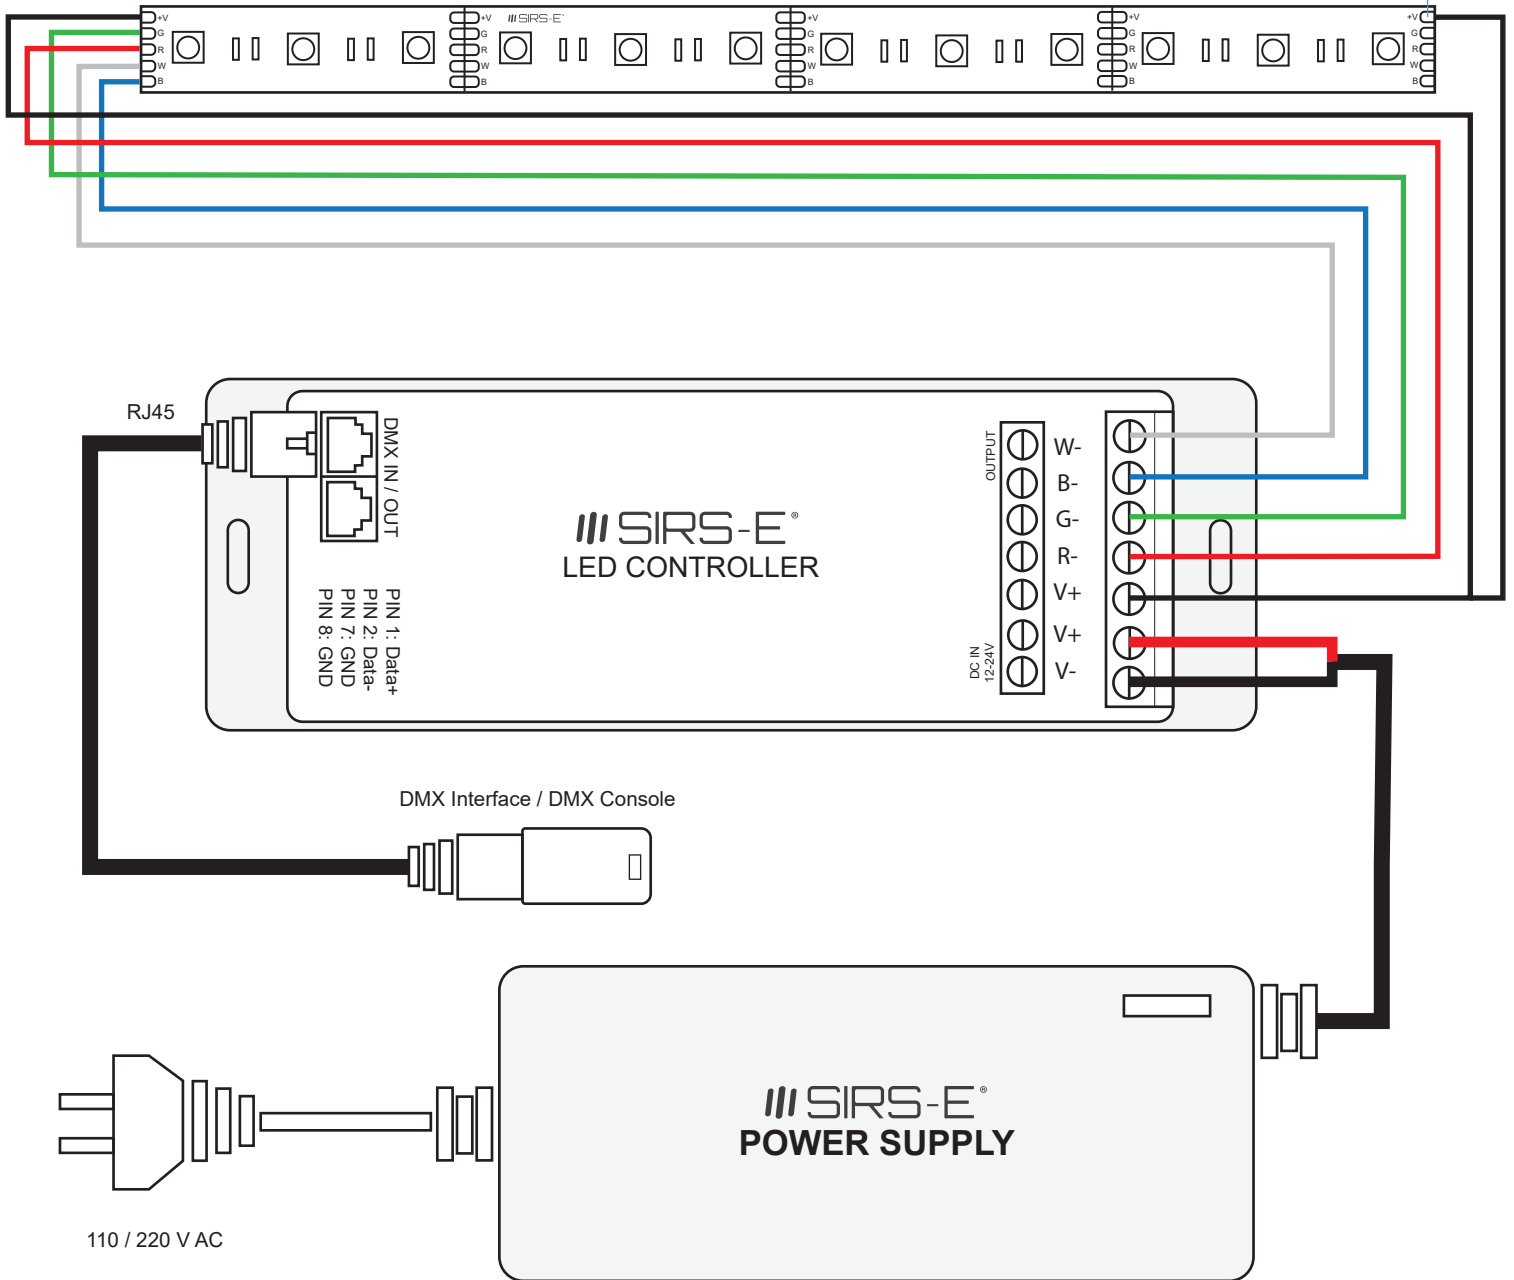 +V
G
R
W
B
+V
G
R
W
B
SIRS-E®
+V
G
R
W
B
+V
G
R
W
B
+V
G
R
W
B
RJ45
DMX IN / OUT
PIN 1: Data+
PIN 2: Data-
PIN 7: GND
PIN 8: GND
SIRS-E®
LED CONTROLLER
OUTPUT
W-
B-
G-
R-
V+
DC IN
12-24V
V+
V-
DMX Interface / DMX Console
SIRS-E®
POWER SUPPLY
110 / 220 V AC